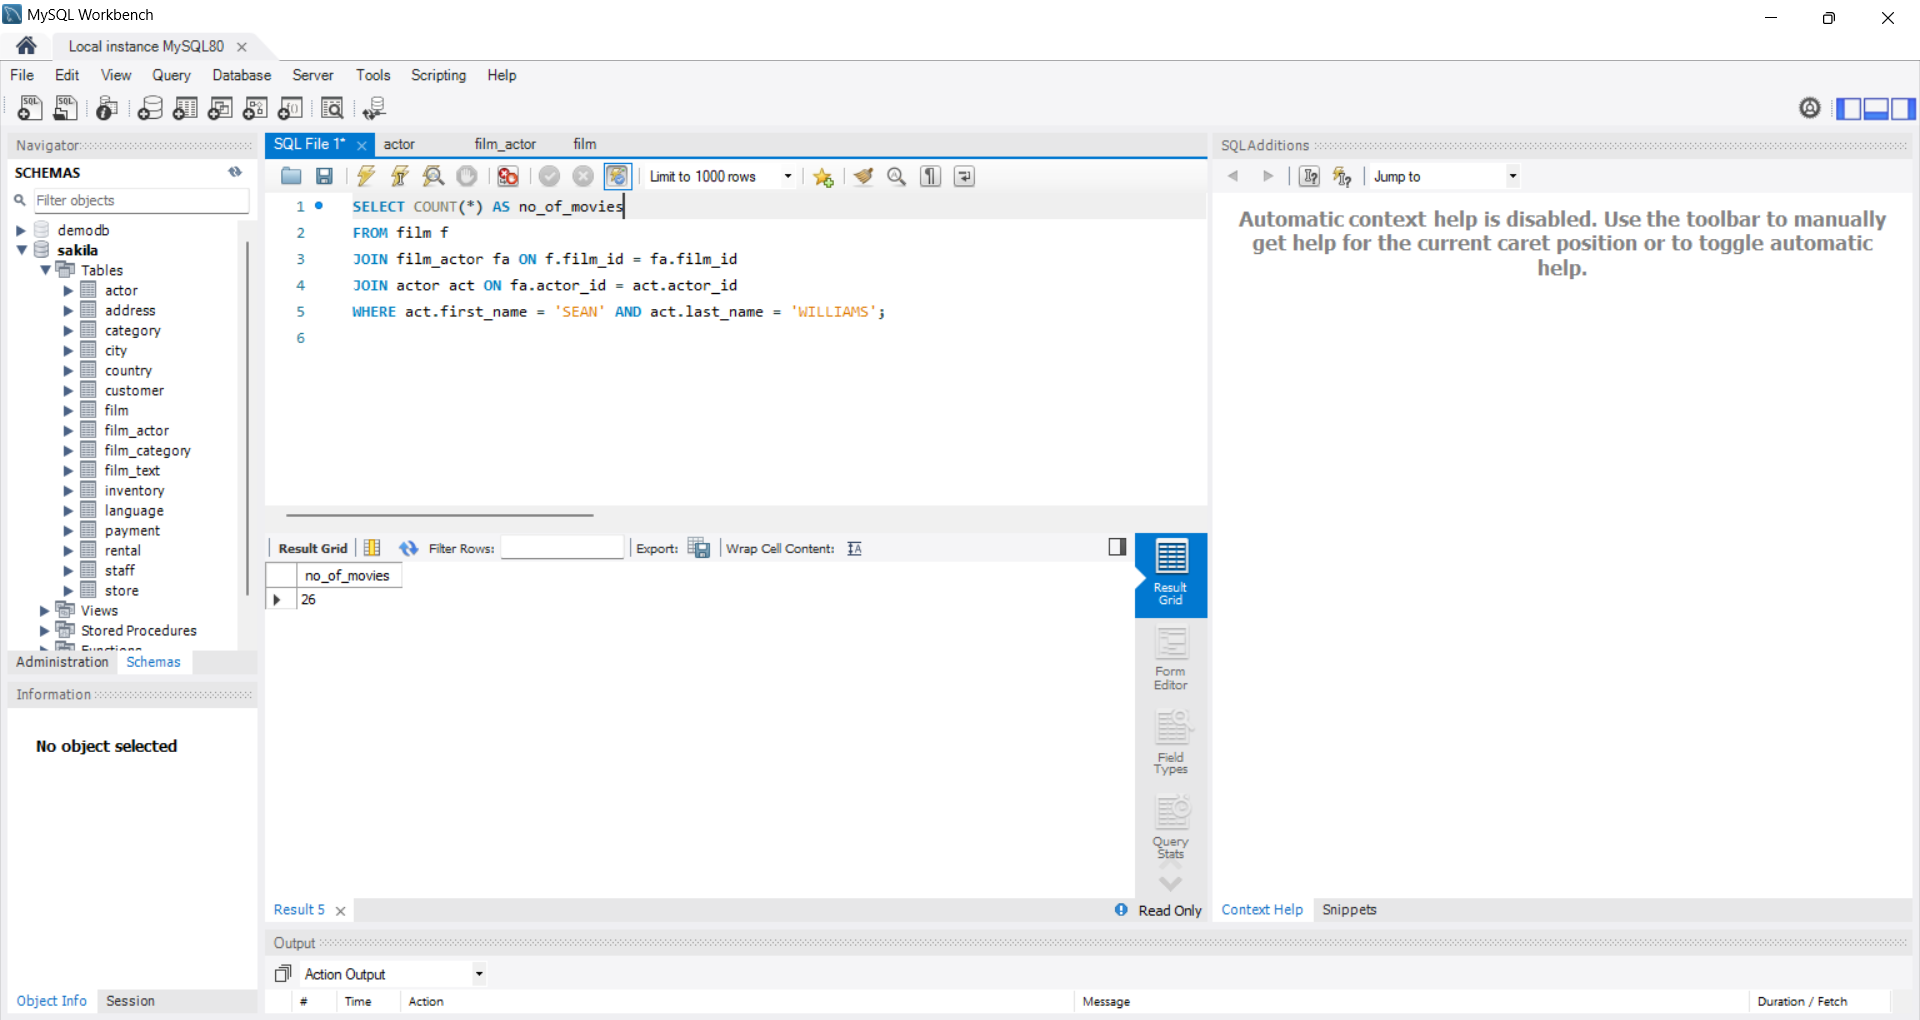 MySQL Workbench
Local instance MySQL80
File Edit View Query Database Server Tools Scripting Help
Navigator
SCHEMAS
Filter objects
demodb
sakila
Tables
actor
address
category
city
country
customer
film
film_actor
film_category
film_text
inventory
language
payment
rental
staff
store
Views
Stored Procedures
Functions
Administration Schemas
Information
No object selected
Object Info Session
SQL File 1* actor film_actor film
Limit to 1000 rows
1 SELECT COUNT(*) AS no_of_movies
2 FROM film f
3 JOIN film_actor fa ON f.film_id = fa.film_id
4 JOIN actor act ON fa.actor_id = act.actor_id
5 WHERE act.first_name = 'SEAN' AND act.last_name = 'WILLIAMS';
6
Result Grid Filter Rows: Export: Wrap Cell Content:
no_of_movies
26
Result
Grid
Form
Editor
Field
Types
Query
Stats
Result 5 Read Only
SQLAdditions
Jump to
Automatic context help is disabled. Use the toolbar to manually
get help for the current caret position or to toggle automatic
help.
Context Help Snippets
Output
Action Output
# Time Action Message Duration / Fetch